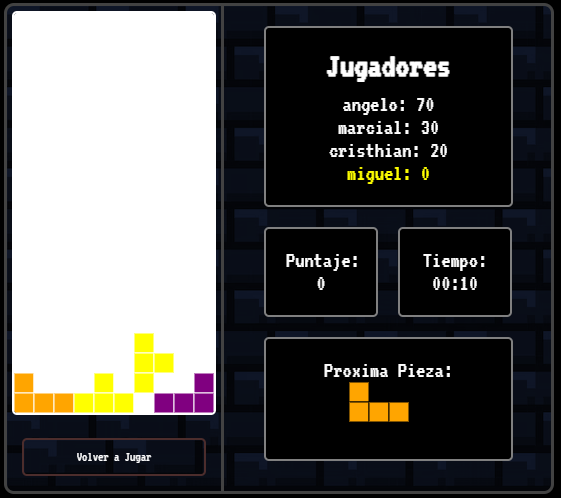 Jugadores
angelo: 70
marcial: 30
cristhian: 20
miguel: 0
Puntaje:
0
Tiempo:
00:10
Proxima Pieza:
Volver a Jugar